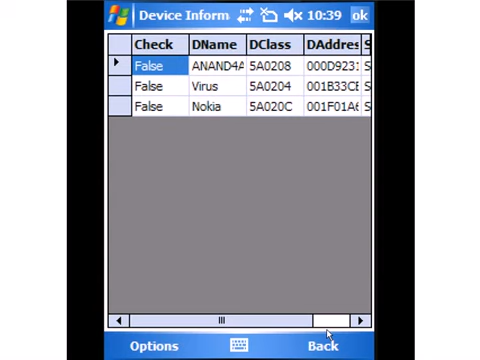 Device Inform 10:39 ok
Check DName DClass DAddres S
False ANAND4A 5A0208 000D9231 S
False Virus 5A0204 001B33CE S
False Nokia 5A020C 001F01A6 S
Options Back